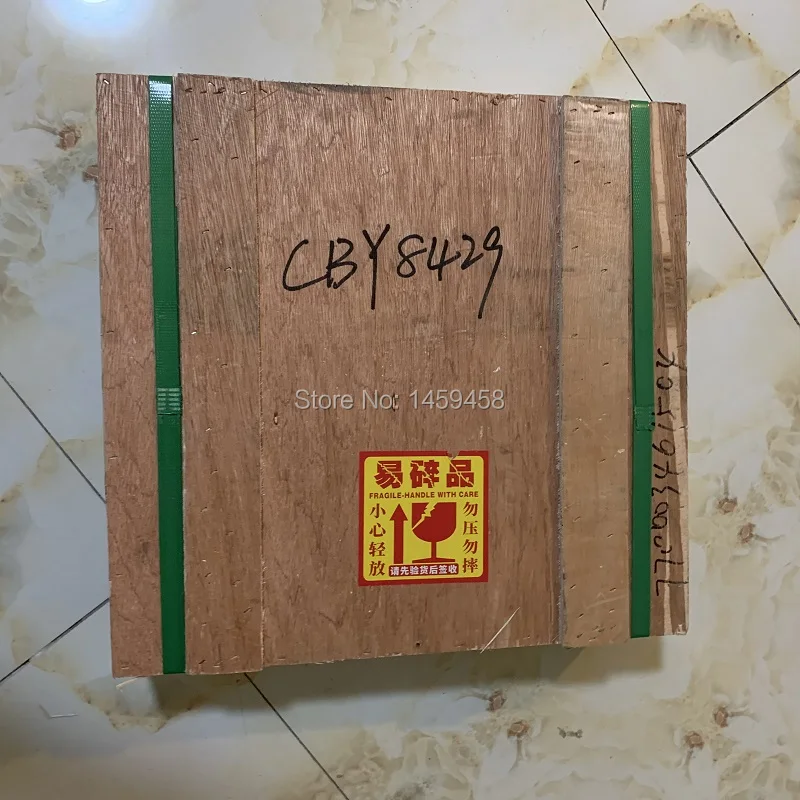 CBY8429
Store No: 1459458
易碎品
FRAGILE-HANDLE WITH CARE
小心轻放
勿压勿摔
请先验货后签收